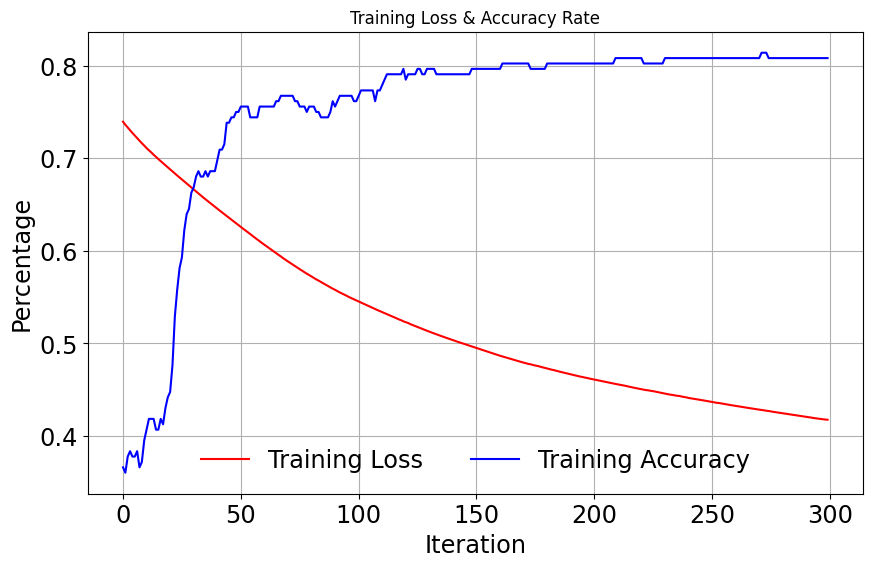 Training Loss & Accuracy Rate
Percentage
0.8
0.7
0.6
0.5
0.4
Training Loss Training Accuracy
0 50 100 150 200 250 300
Iteration